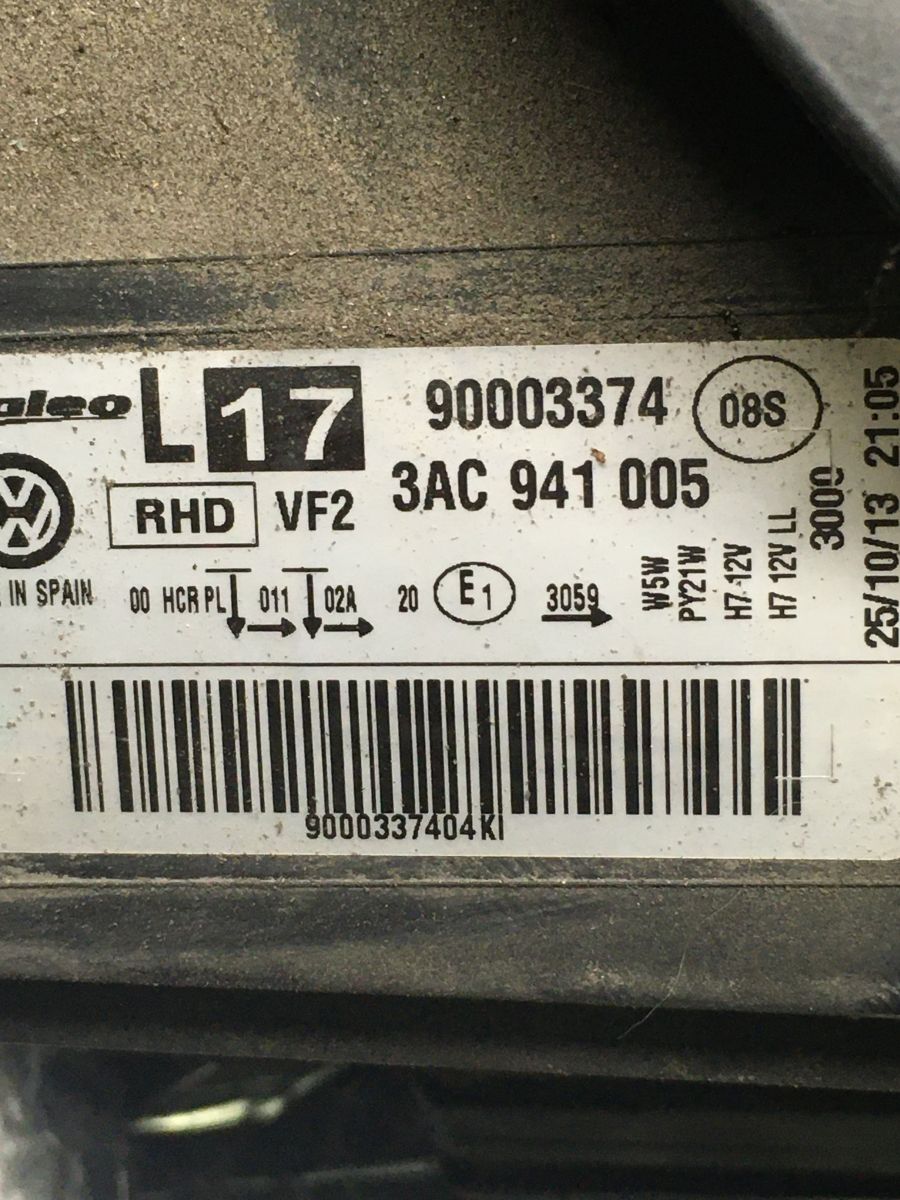 L 17 90003374 08S
RHD VF2 3AC 941 005
IN SPAIN 00 HCR PL 011 02A 20 E1 3059
W5W
PY21W
H7 12V
H7 12V LL
3000
25/10/13 21:05
9000337404KI